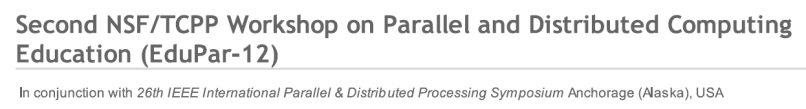 Second NSF/TCPP Workshop on Parallel and Distributed Computing
Education (EduPar-12)
In conjunction with 26th IEEE International Parallel & Distributed Processing Symposium Anchorage (Alaska), USA